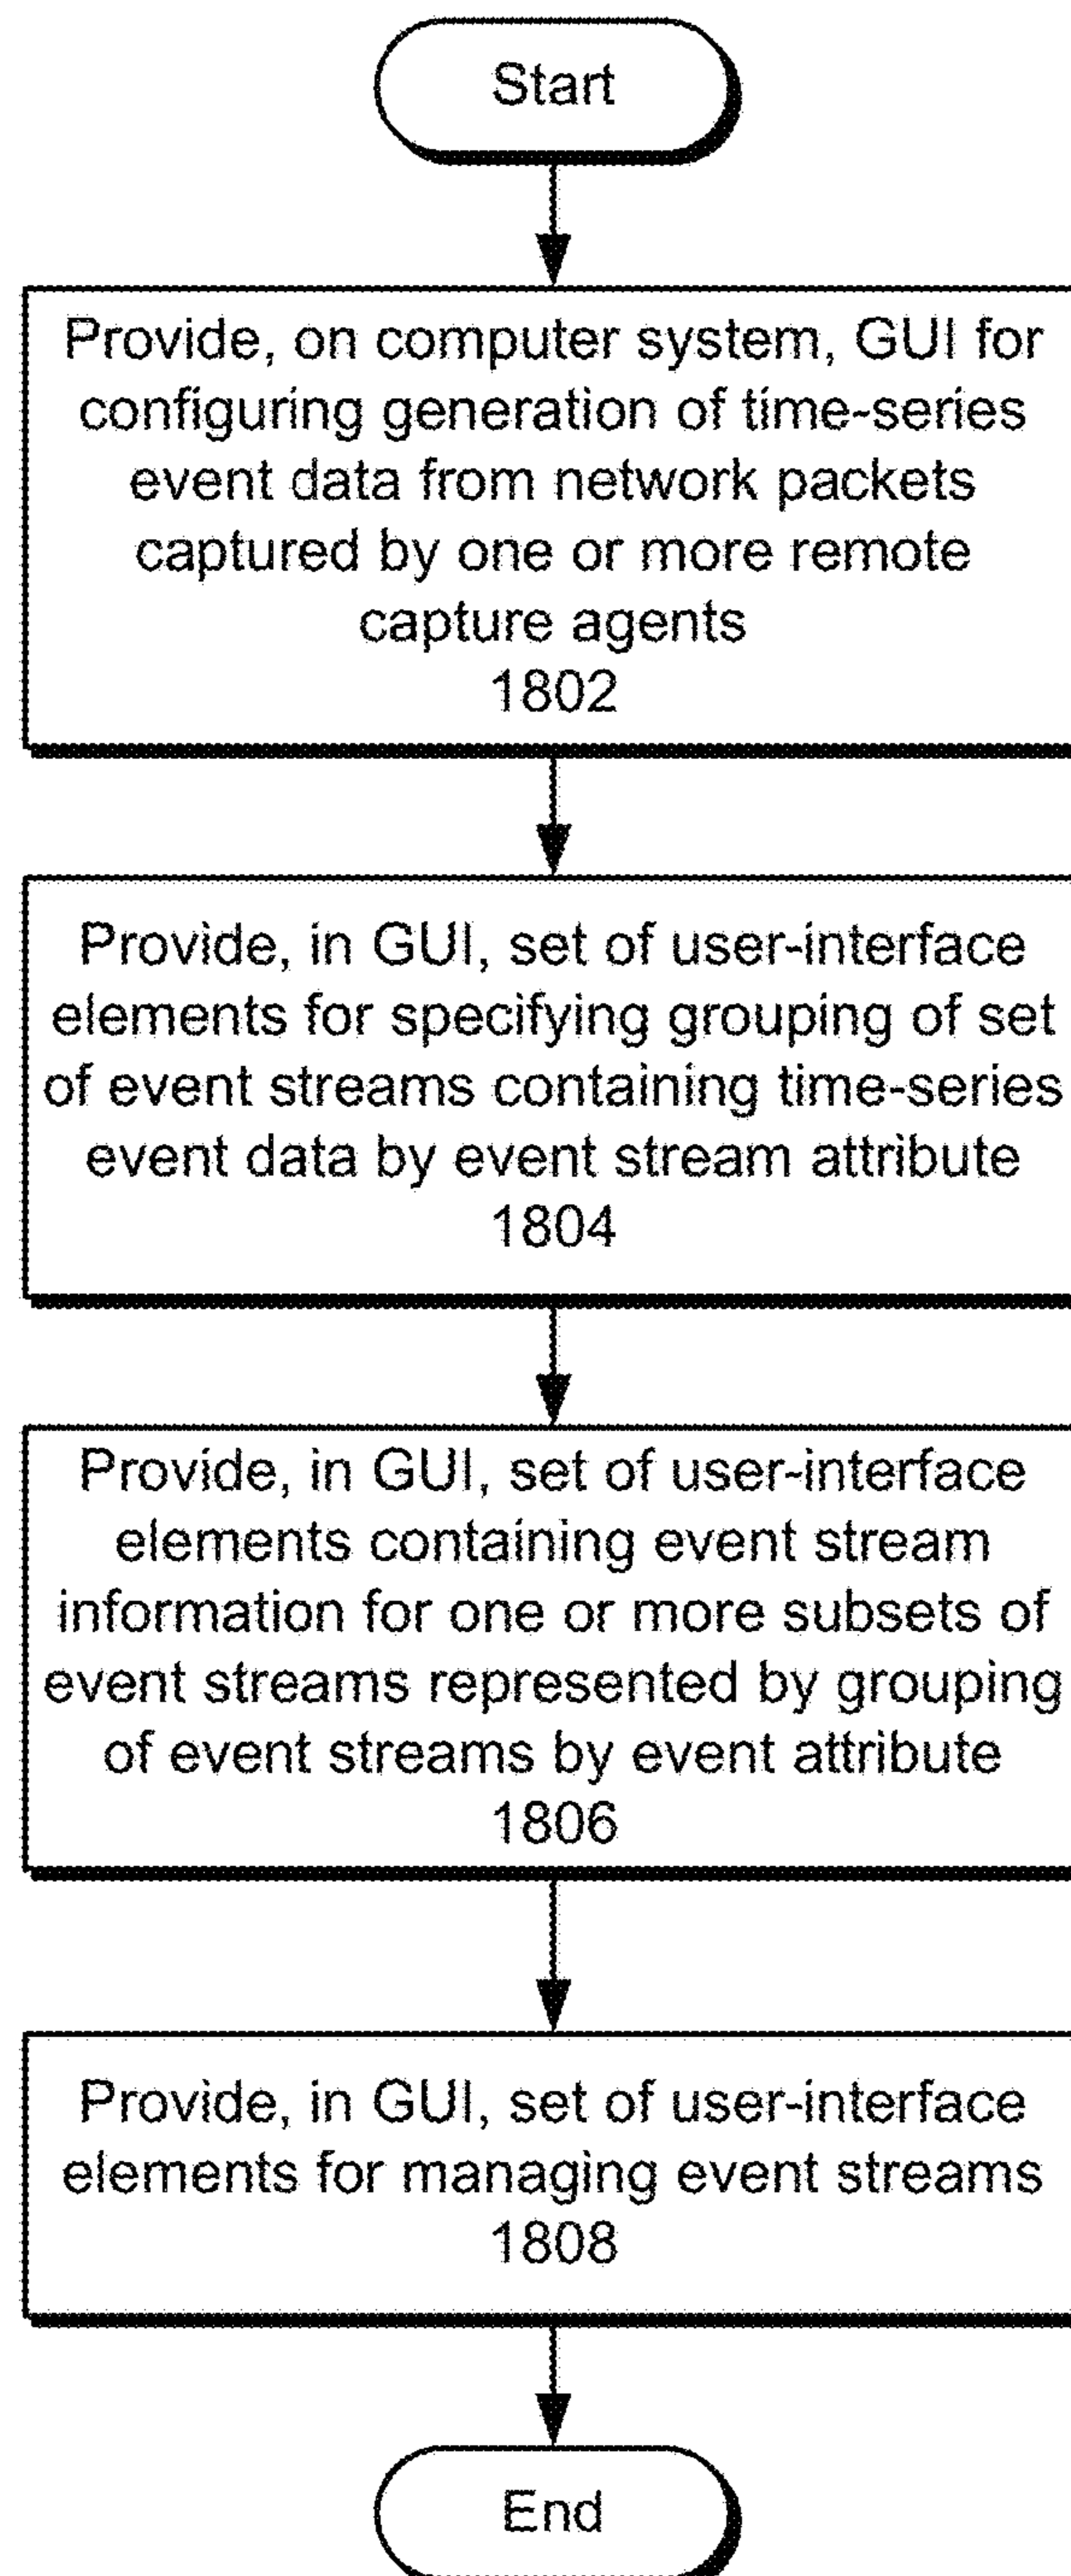 Start
Provide, on computer system, GUI for
configuring generation of time-series
event data from network packets
captured by one or more remote
capture agents
1802
Provide, in GUI, set of user-interface
elements for specifying grouping of set
of event streams containing time-series
event data by event stream attribute
1804
Provide, in GUI, set of user-interface
elements containing event stream
information for one or more subsets of
event streams represented by grouping
of event streams by event attribute
1806
Provide, in GUI, set of user-interface
elements for managing event streams
1808
End